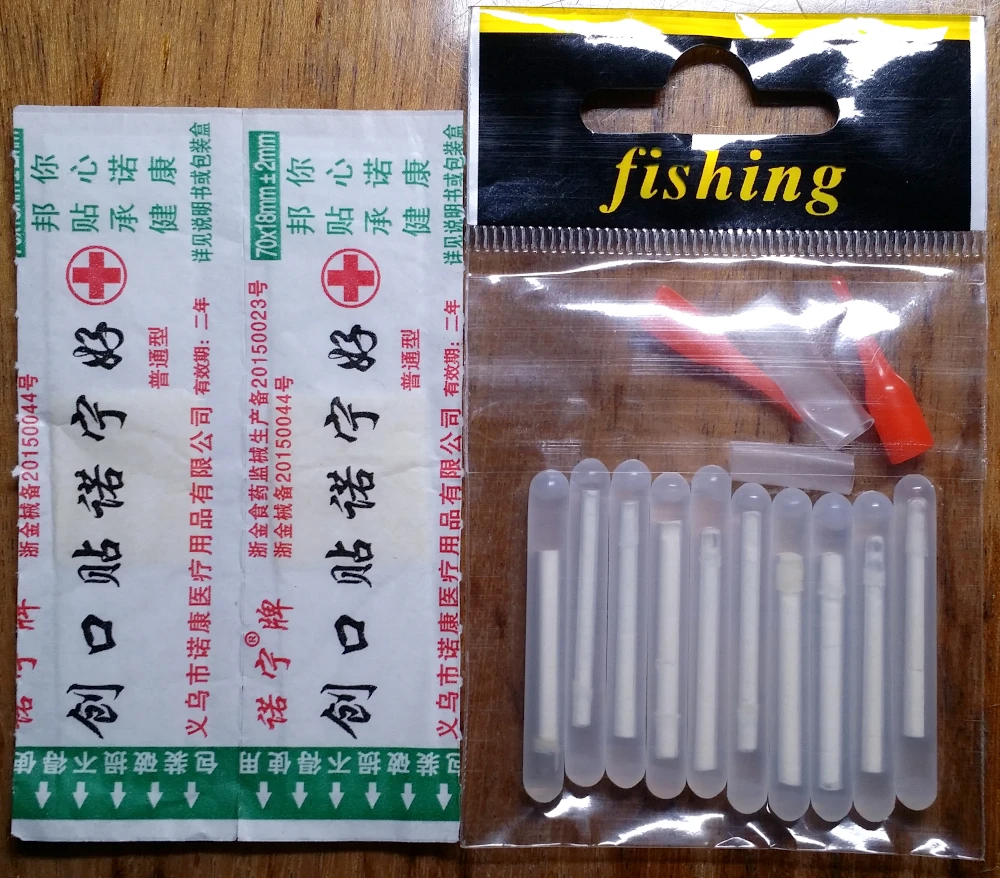 浙金械备20150044号
邦你
贴心
承诺
健康
创口贴诺宁好
普通型
义乌市诺康医疗用品有限公司 有效期：二年
详见说明书或包装盒
包装破损不得使用
70x18mm±2mm
诺宁®牌
浙金食药监械生产备20150023号
浙金械备20150044号
邦你
贴心
承诺
健康
创口贴诺宁好
普通型
义乌市诺康医疗用品有限公司 有效期：二年
详见说明书或包装盒
包装破损不得使用
fishing